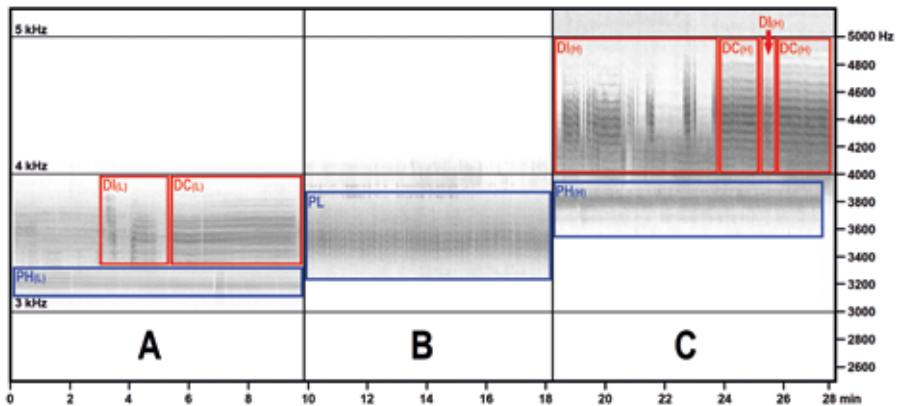 5 kHz
DI(H)
DI(H) DC(H) DC(H)
5000 Hz
4800
4600
4400
4200
4 kHz
4000
DI(L) DC(L)
PL
PH(H)
3800
3600
3400
PH(L)
3200
3 kHz
3000
A B C
2800
2600
0 2 4 6 8 10 12 14 16 18 20 22 24 26 28 min